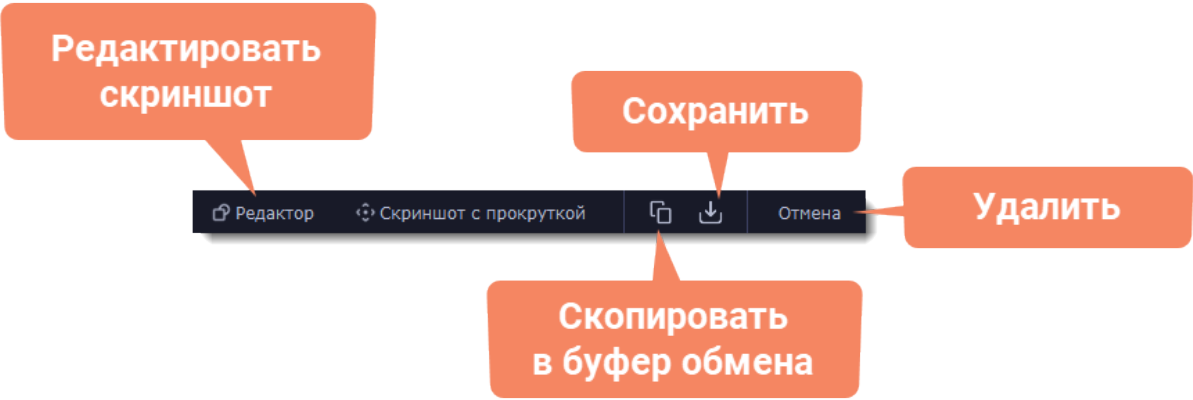 Редактировать
скриншот
Сохранить
Удалить
Редактор
Скриншот с прокруткой
Отмена
Скопировать
в буфер обмена